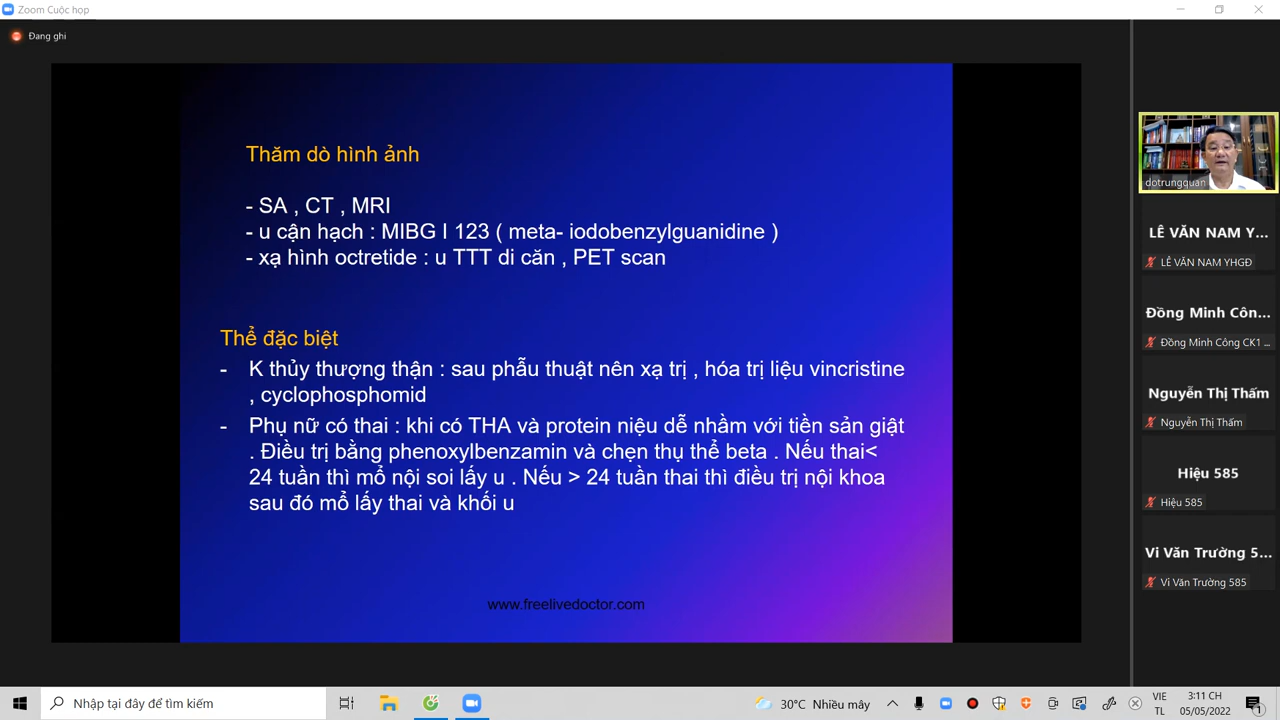 Zoom Cuộc họp
Đang ghi
Thăm dò hình ảnh
- SA , CT , MRI
- u cận hạch : MIBG I 123 ( meta- iodobenzylguanidine )
- xạ hình octretide : u TTT di căn , PET scan
Thể đặc biệt
- K thủy thượng thận : sau phẫu thuật nên xạ trị , hóa trị liệu vincristine
, cyclophosphomid
- Phụ nữ có thai : khi có THA và protein niệu dễ nhầm với tiền sản giật
. Điều trị bằng phenoxylbenzamin và chẹn thụ thể beta . Nếu thai<
24 tuần thì mổ nội soi lấy u . Nếu > 24 tuần thai thì điều trị nội khoa
sau đó mổ lấy thai và khối u
www.freelivedoctor.com
dotrungquan
LÊ VĂN NAM Y...
LÊ VĂN NAM YHGĐ
Đồng Minh Côn...
Đồng Minh Công CK1 ...
Nguyễn Thị Thấm
Nguyễn Thị Thấm
Hiệu 585
Hiệu 585
Vi Văn Trường 5...
Vi Văn Trường 585
Nhập tại đây để tìm kiếm
30°C Nhiều mây
VIE
TL
3:11 CH
05/05/2022
1